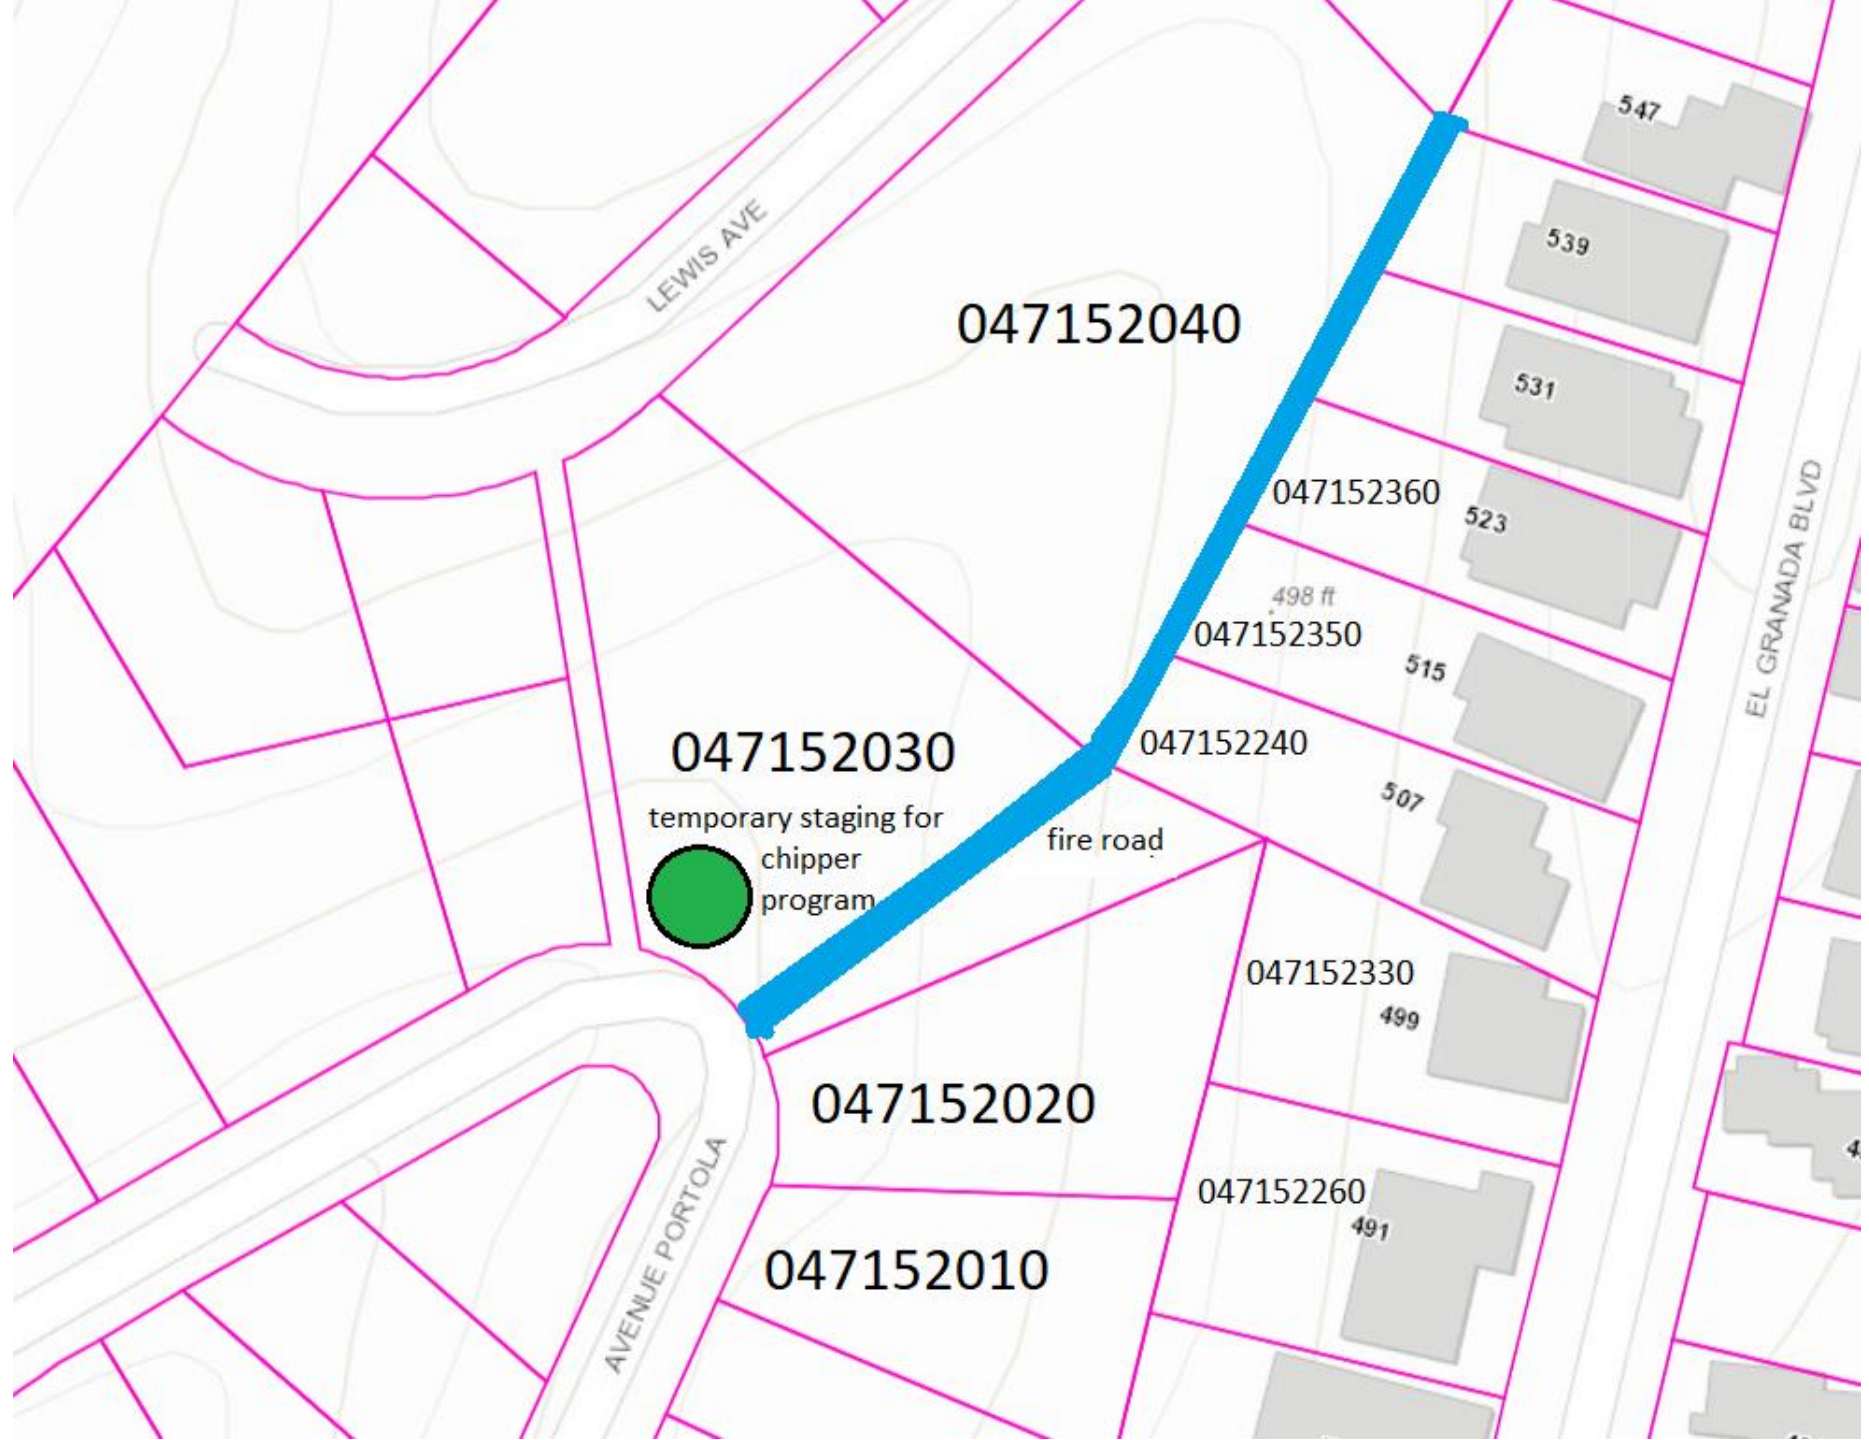 547
539
LEWIS AVE
047152040
531
047152360
523
EL GRANADA BLVD
498 ft
047152350
515
047152240
507
047152030
temporary staging for
chipper
program
fire road
047152330
499
047152020
047152260
491
AVENUE PORTOLA
047152010